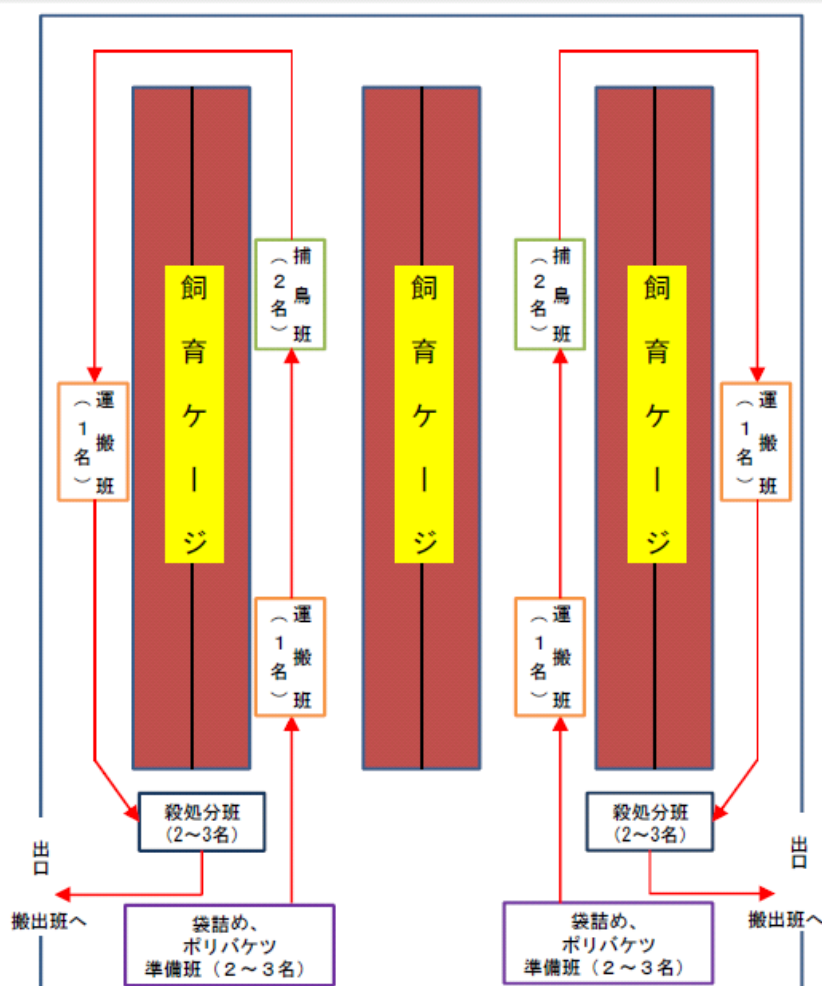 捕鳥班
（２名）
捕鳥班
（２名）
飼育ケージ
飼育ケージ
飼育ケージ
運搬班
（１名）
運搬班
（１名）
運搬班
（１名）
運搬班
（１名）
殺処分班
（2～3名）
殺処分班
（2～3名）
出口
出口
搬出班へ
搬出班へ
袋詰め、
ポリバケツ
準備班（２～３名）
袋詰め、
ポリバケツ
準備班（２～３名）